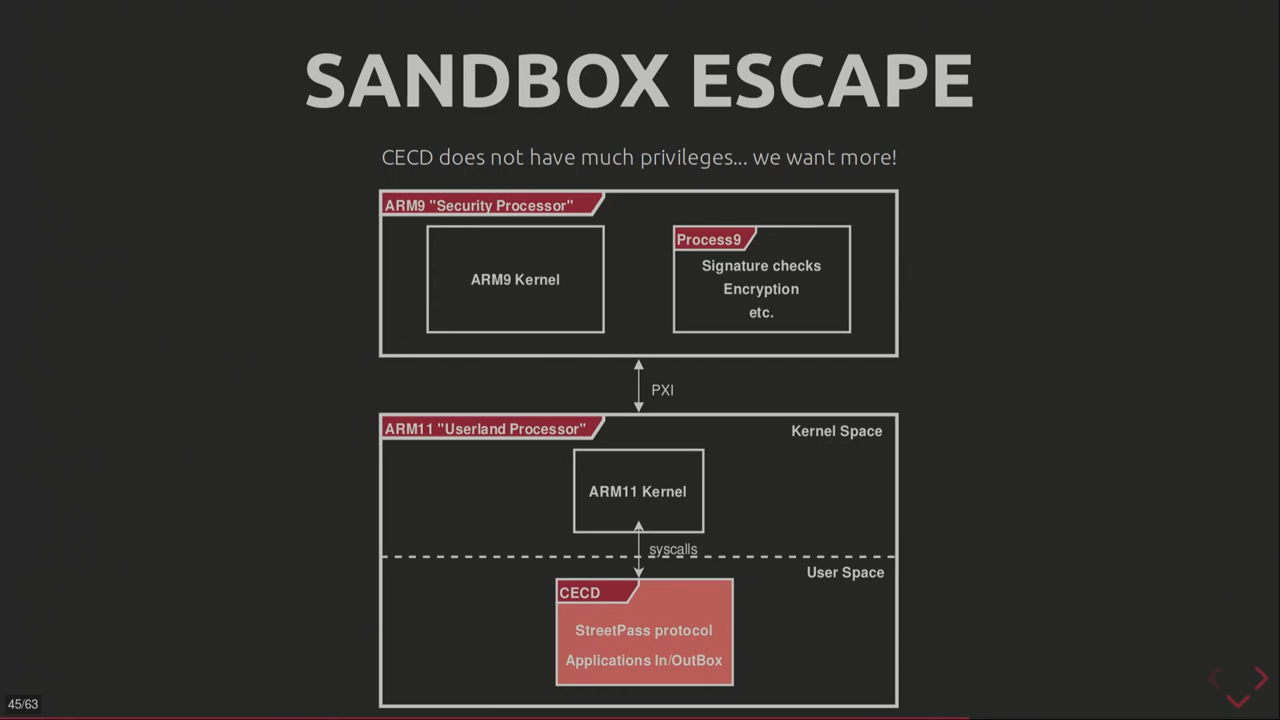 SANDBOX ESCAPE
CECD does not have much privileges... we want more!
ARM9 "Security Processor"
ARM9 Kernel
Process9
Signature checks
Encryption
etc.
PXI
ARM11 "Userland Processor"
Kernel Space
ARM11 Kernel
syscalls
User Space
CECD
StreetPass protocol
Applications In/OutBox
45/63